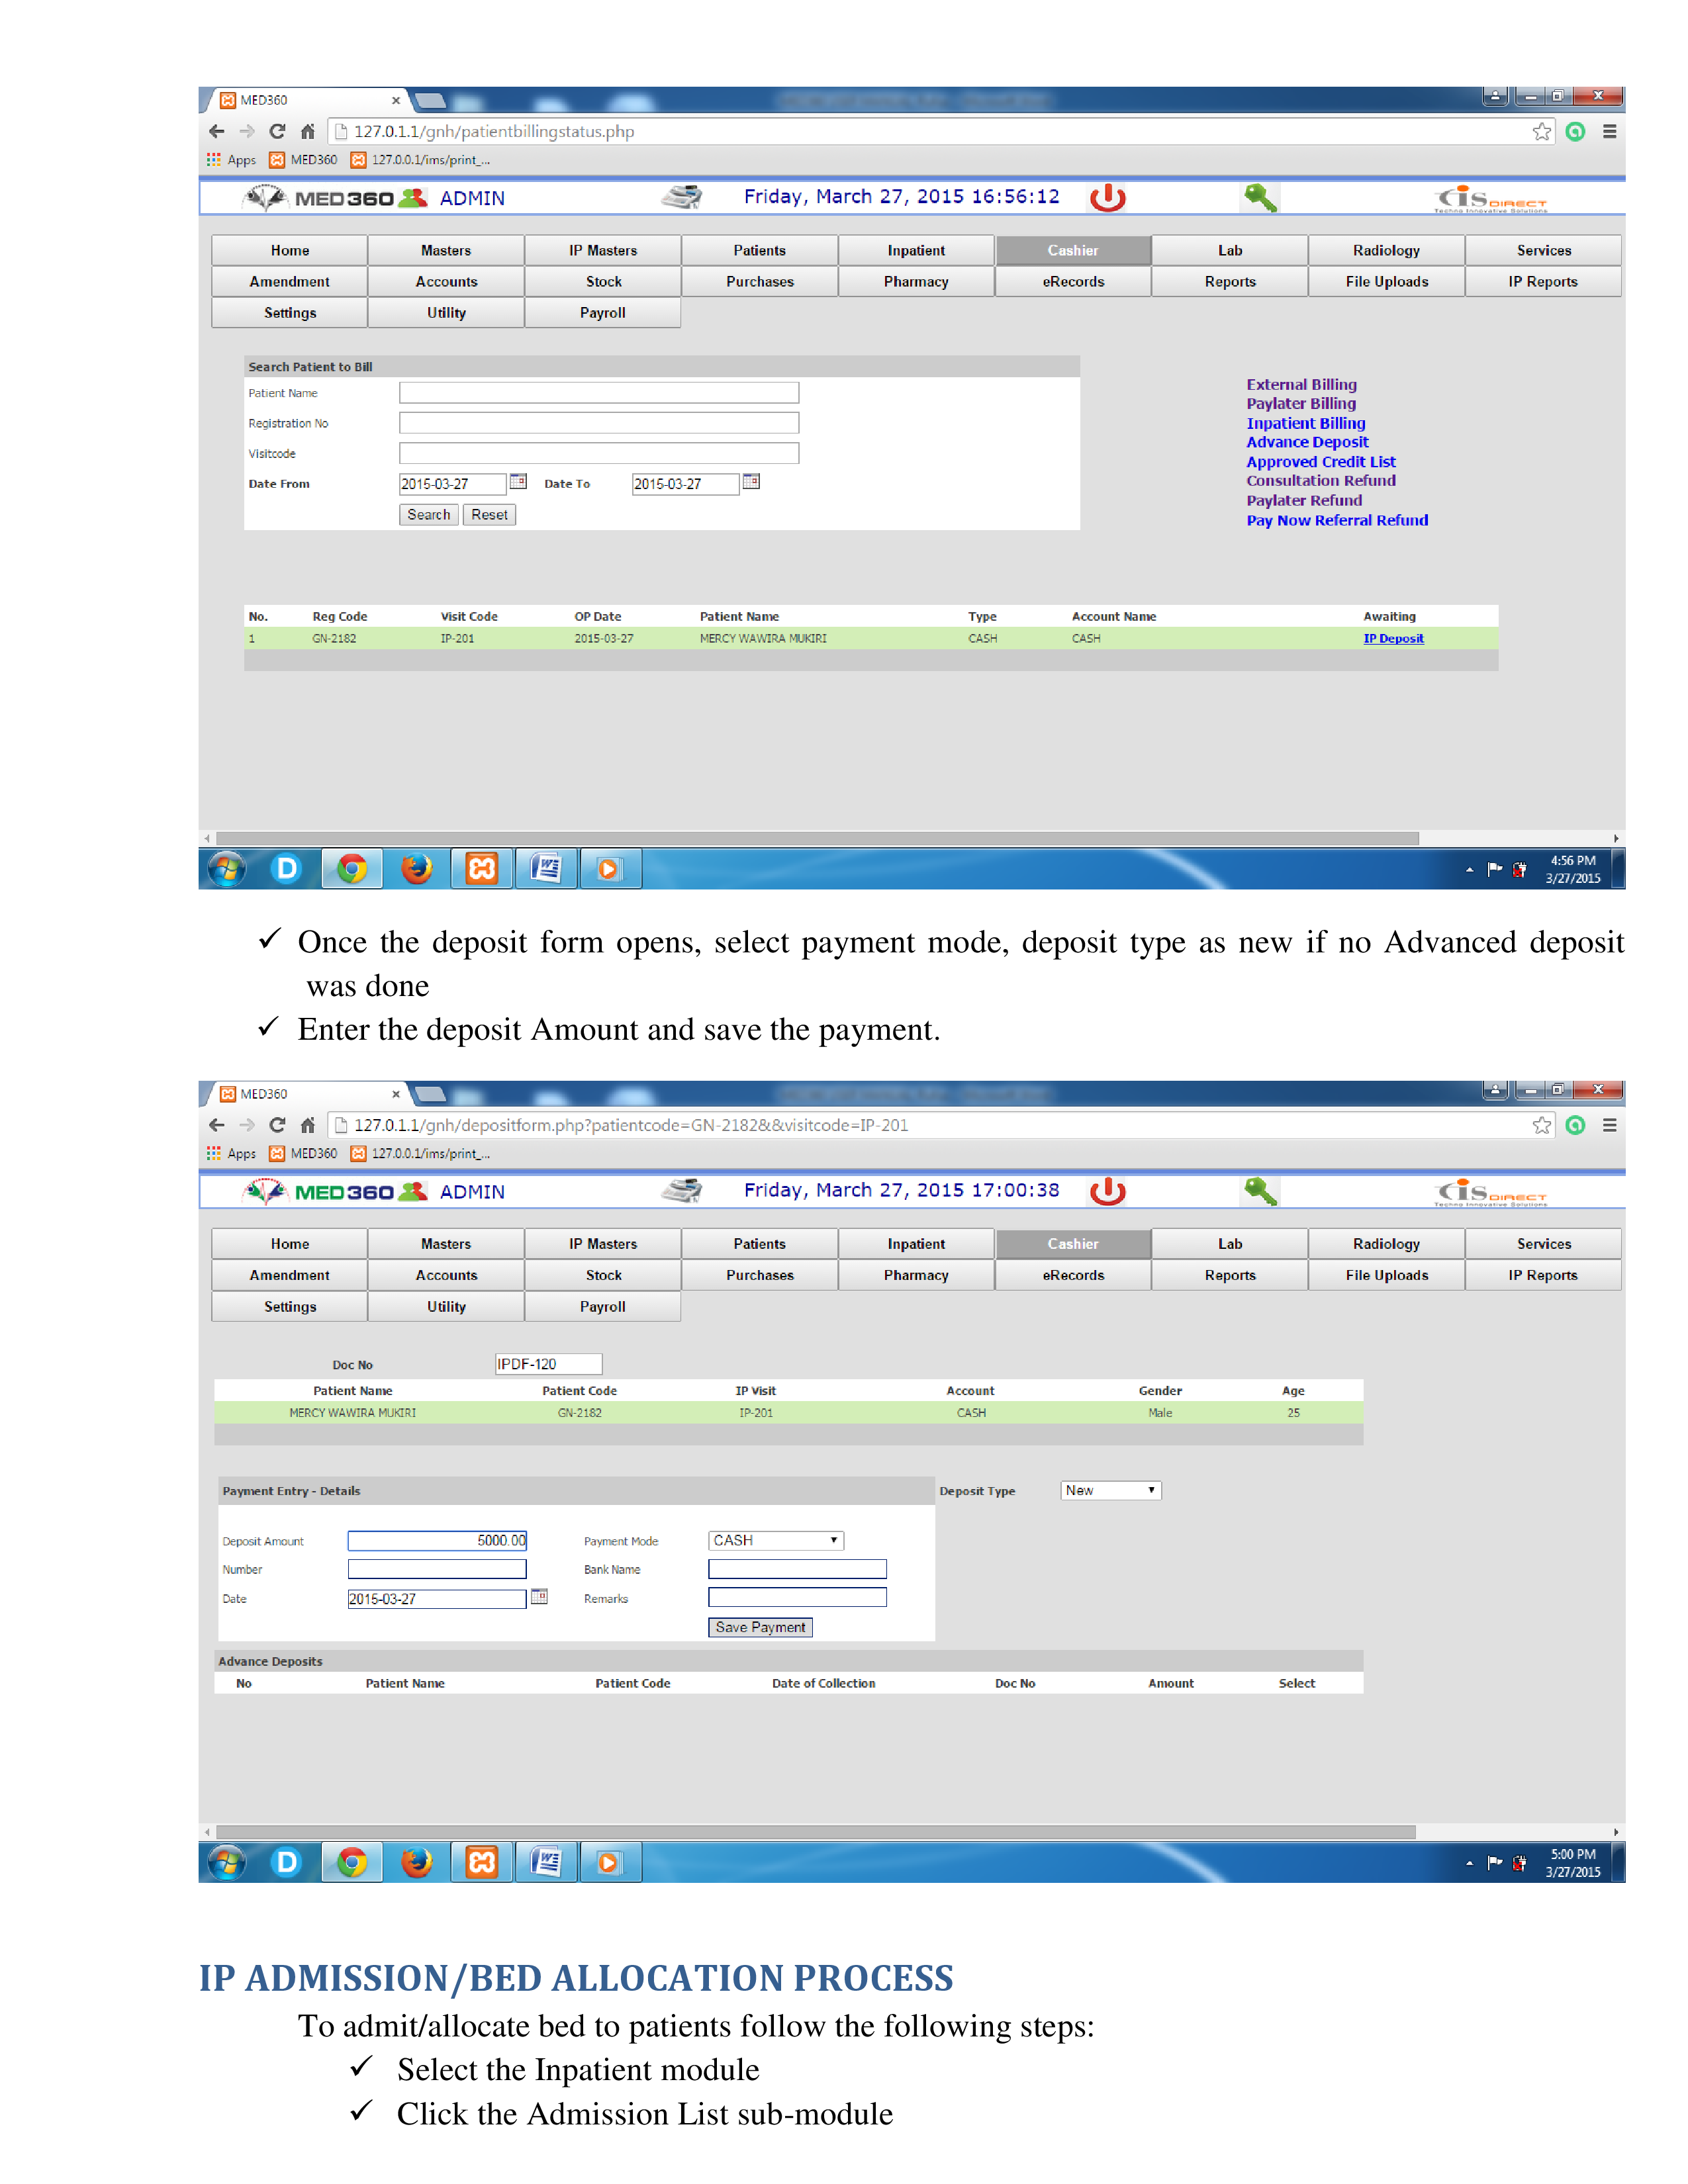 MED360
127.0.1.1/gnh/patientbillingstatus.php
Apps MED360 127.0.0.1/ims/print_...
MED360 ADMIN Friday, March 27, 2015 16:56:12 CIS DIRECT
Techno Innovative Solutions
Home Masters IP Masters Patients Inpatient Cashier Lab Radiology Services
Amendment Accounts Stock Purchases Pharmacy eRecords Reports File Uploads IP Reports
Settings Utility Payroll
Search Patient to Bill
Patient Name
Registration No
Visitcode
Date From 2015-03-27 Date To 2015-03-27
Search Reset
External Billing
Paylater Billing
Inpatient Billing
Advance Deposit
Approved Credit List
Consultation Refund
Paylater Refund
Pay Now Referral Refund
No. Reg Code Visit Code OP Date Patient Name Type Account Name Awaiting
1 GN-2182 IP-201 2015-03-27 MERCY WAWIRA MUKIRI CASH CASH IP Deposit
4:56 PM
3/27/2015
✓ Once the deposit form opens, select payment mode, deposit type as new if no Advanced deposit
was done
✓ Enter the deposit Amount and save the payment.
MED360
127.0.1.1/gnh/depositform.php?patientcode=GN-2182&&visitcode=IP-201
Apps MED360 127.0.0.1/ims/print_...
MED360 ADMIN Friday, March 27, 2015 17:00:38 CIS DIRECT
Techno Innovative Solutions
Home Masters IP Masters Patients Inpatient Cashier Lab Radiology Services
Amendment Accounts Stock Purchases Pharmacy eRecords Reports File Uploads IP Reports
Settings Utility Payroll
Doc No IPDF-120
Patient Name Patient Code IP Visit Account Gender Age
MERCY WAWIRA MUKIRI GN-2182 IP-201 CASH Male 25
Payment Entry - Details Deposit Type New
Deposit Amount 5000.00 Payment Mode CASH
Number Bank Name
Date 2015-03-27 Remarks
Save Payment
Advance Deposits
No Patient Name Patient Code Date of Collection Doc No Amount Select
5:00 PM
3/27/2015
IP ADMISSION/BED ALLOCATION PROCESS
To admit/allocate bed to patients follow the following steps:
✓ Select the Inpatient module
✓ Click the Admission List sub-module